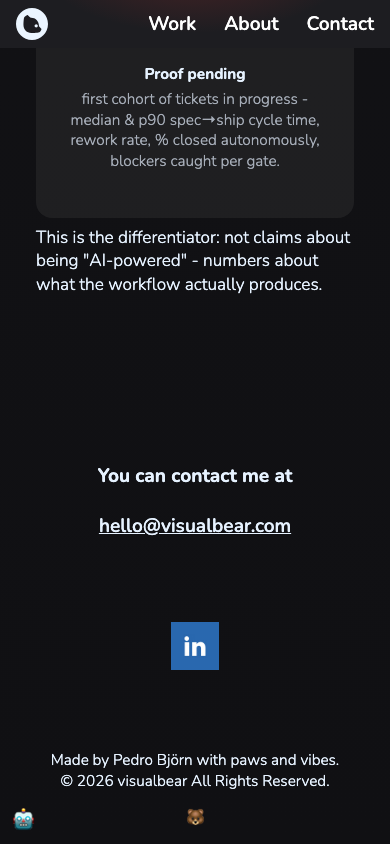 Work About Contact
Proof pending
first cohort of tickets in progress -
median & p90 spec→ship cycle time,
rework rate, % closed autonomously,
blockers caught per gate.
This is the differentiator: not claims about
being "AI-powered" - numbers about
what the workflow actually produces.
You can contact me at
hello@visualbear.com
in
Made by Pedro Björn with paws and vibes.
© 2026 visualbear All Rights Reserved.